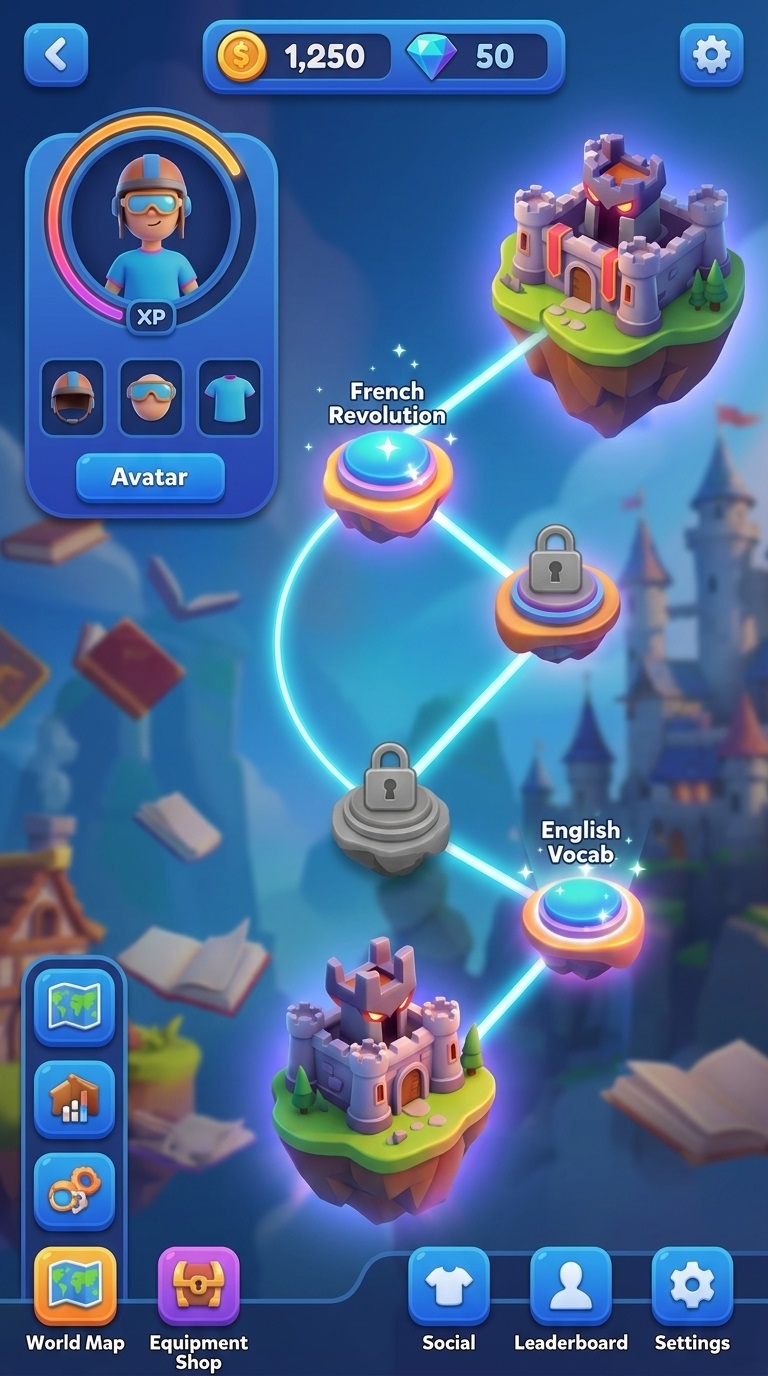 1,250
50
XP
Avatar
French
Revolution
English
Vocab
World Map
Equipment
Shop
Social
Leaderboard
Settings